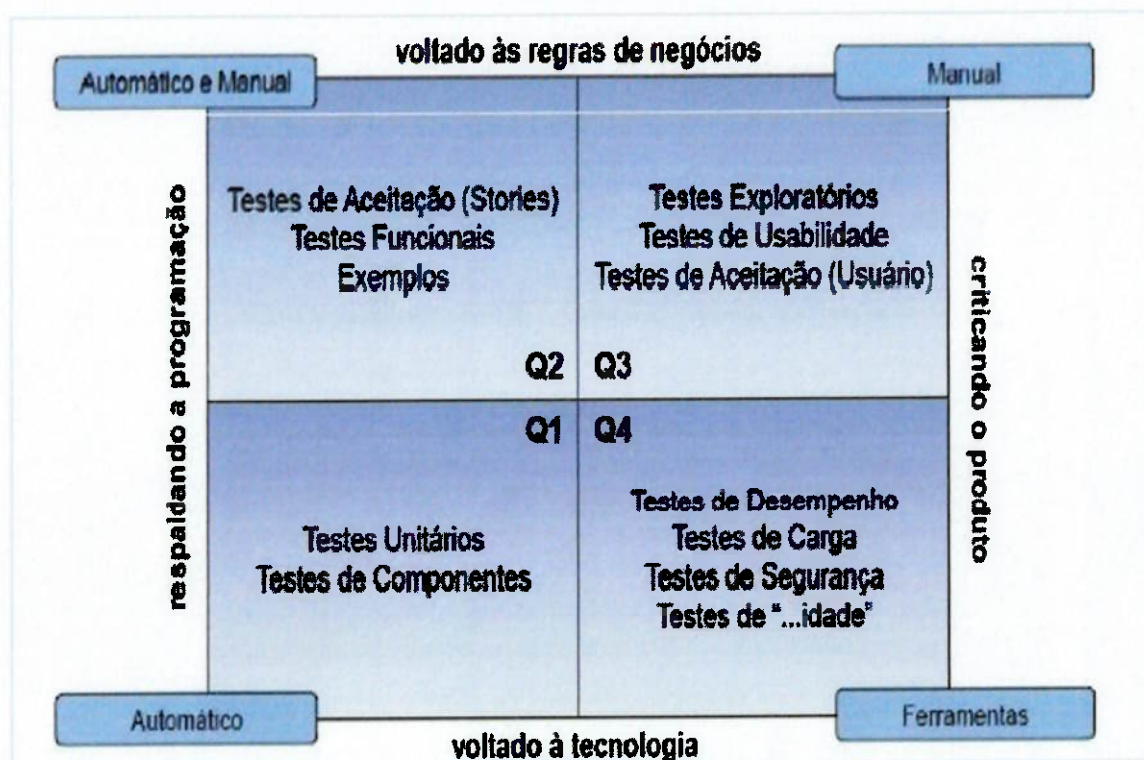 voltado às regras de negócios
Automático e Manual
Manual
respaldando a programação
Testes de Aceitação (Stories)
Testes Funcionais
Exemplos
Q2
Testes Exploratórios
Testes de Usabilidade
Testes de Aceitação (Usuário)
Q3
criticando o produto
Q1
Testes Unitários
Testes de Componentes
Q4
Testes de Desempenho
Testes de Carga
Testes de Segurança
Testes de "...idade"
Automático
Ferramentas
voltado à tecnologia